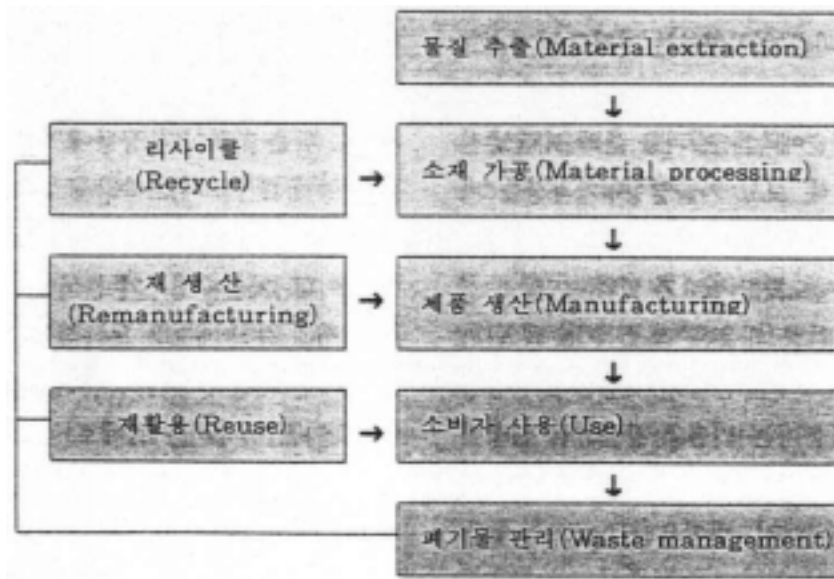 물질 추출(Material extraction)
리사이클
(Recycle)
→ 소재 가공(Material processing)
재 생 산
(Remanufacturing)
→ 제품 생산(Manufacturing)
재활용(Reuse)
→ 소비자 사용(Use)
폐기물 관리(Waste management)